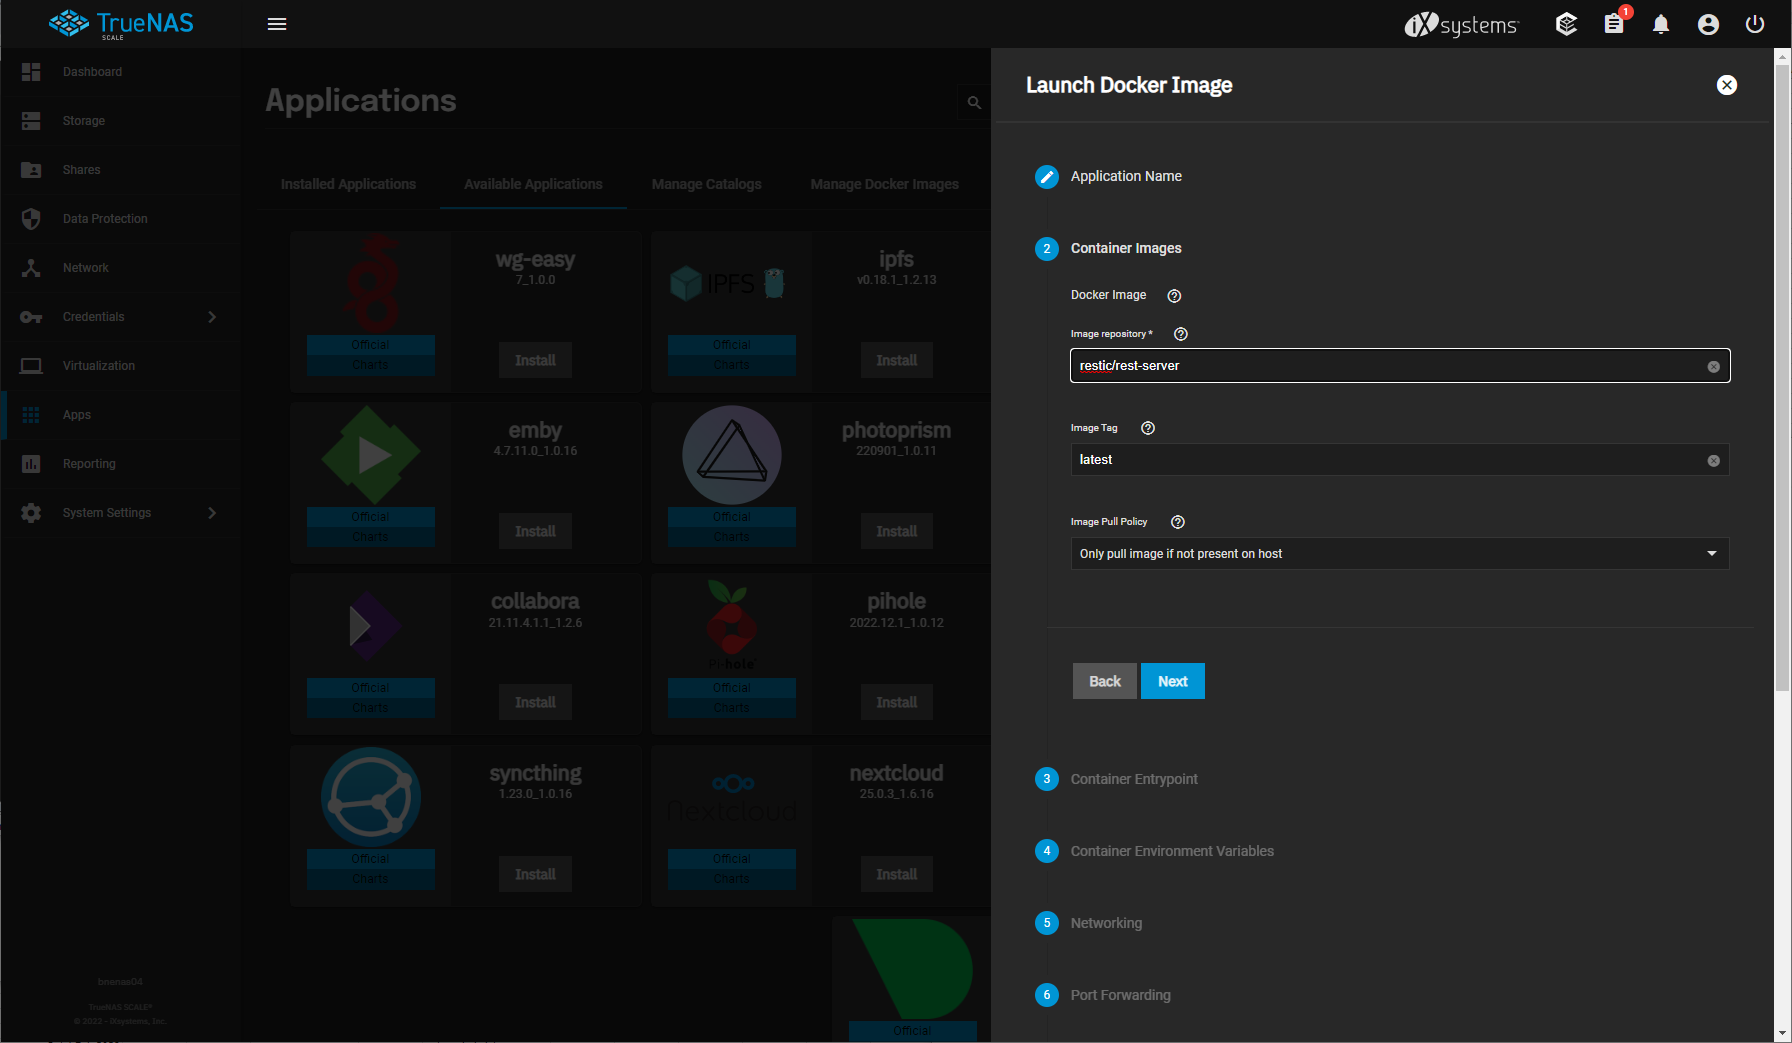 TrueNAS
SCALE
iXsystems
1
Dashboard
Storage
Shares
Data Protection
Network
Credentials
Virtualization
Apps
Reporting
System Settings
bnenas04
TrueNAS SCALE®
© 2022 - iXsystems, Inc.
Applications
Installed Applications
Available Applications
Manage Catalogs
Manage Docker Images
wg-easy
7_1.0.0
Official
Charts
Install
IPFS
ipfs
v0.18.1_1.2.13
Official
Charts
Install
emby
4.7.11.0_1.0.16
Official
Charts
Install
photoprism
220901_1.0.11
Official
Charts
Install
collabora
21.11.4.1.1_1.2.6
Official
Charts
Install
Pi-hole
pihole
2022.12.1_1.0.12
Official
Charts
Install
syncthing
1.23.0_1.0.16
Official
Charts
Install
Nextcloud
nextcloud
25.0.3_1.6.16
Official
Charts
Install
Official
Launch Docker Image
Application Name
2
Container Images
Docker Image
Image repository *
restic/rest-server
Image Tag
latest
Image Pull Policy
Only pull image if not present on host
Back
Next
3
Container Entrypoint
4
Container Environment Variables
5
Networking
6
Port Forwarding